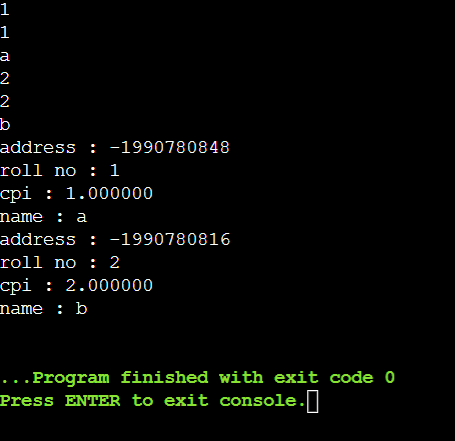 1
1
a
2
2
b
address : -1990780848
roll no : 1
cpi : 1.000000
name : a
address : -1990780816
roll no : 2
cpi : 2.000000
name : b
...Program finished with exit code 0
Press ENTER to exit console.